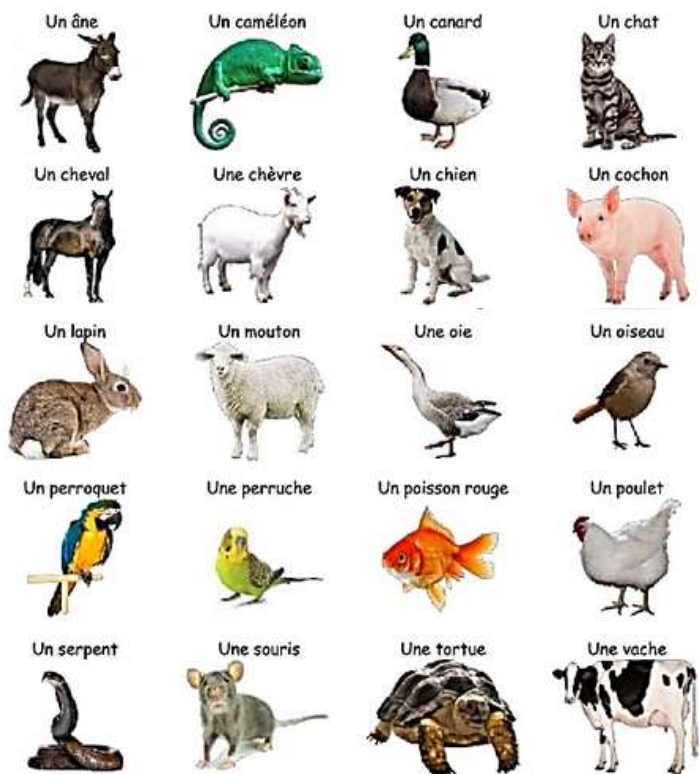 Un âne
Un caméléon
Un canard
Un chat
Un cheval
Une chèvre
Un chien
Un cochon
Un lapin
Un mouton
Une oie
Un oiseau
Un perroquet
Une perruche
Un poisson rouge
Un poulet
Un serpent
Une souris
Une tortue
Une vache